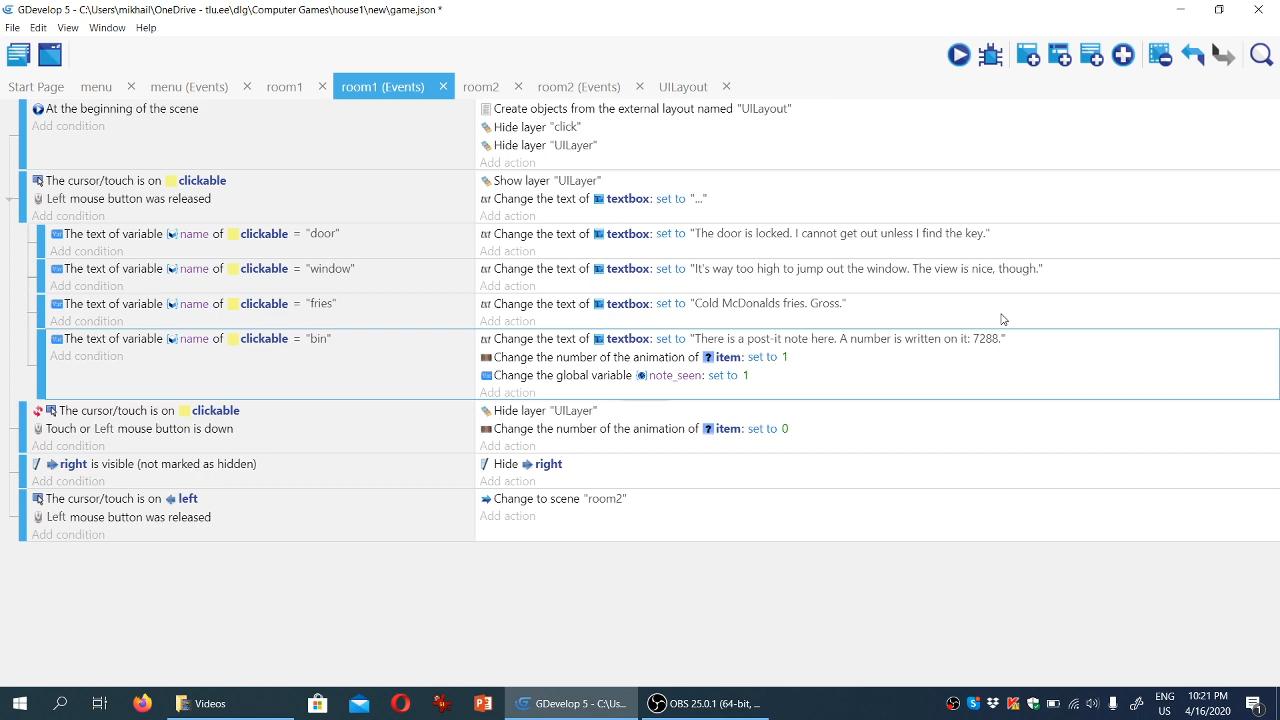 GDevelop 5 - C:\Users\mikhail\OneDrive - tlu.ee\dlg\Computer Games\house1\new\game.json *
File Edit View Window Help
Start Page menu menu (Events) room1 room1 (Events) room2 room2 (Events) UILayout
At the beginning of the scene
Create objects from the external layout named "UILayout"
Add condition
Hide layer "click"
Hide layer "UILayer"
Add action
The cursor/touch is on clickable
Show layer "UILayer"
Left mouse button was released
Change the text of textbox: set to "..."
Add condition
Add action
The text of variable name of clickable = "door"
Change the text of textbox: set to "The door is locked. I cannot get out unless I find the key."
Add condition
Add action
The text of variable name of clickable = "window"
Change the text of textbox: set to "It's way too high to jump out the window. The view is nice, though."
Add condition
Add action
The text of variable name of clickable = "fries"
Change the text of textbox: set to "Cold McDonalds fries. Gross."
Add condition
Add action
The text of variable name of clickable = "bin"
Change the text of textbox: set to "There is a post-it note here. A number is written on it: 7288."
Add condition
Change the number of the animation of item: set to 1
Change the global variable note_seen: set to 1
Add action
The cursor/touch is on clickable
Hide layer "UILayer"
Touch or Left mouse button is down
Change the number of the animation of item: set to 0
Add condition
Add action
right is visible (not marked as hidden)
Hide right
Add condition
Add action
The cursor/touch is on left
Change to scene "room2"
Left mouse button was released
Add action
Add condition
Videos
GDevelop 5 - C:\Us...
OBS 25.0.1 (64-bit, ...
ENG
US
10:21 PM
4/16/2020